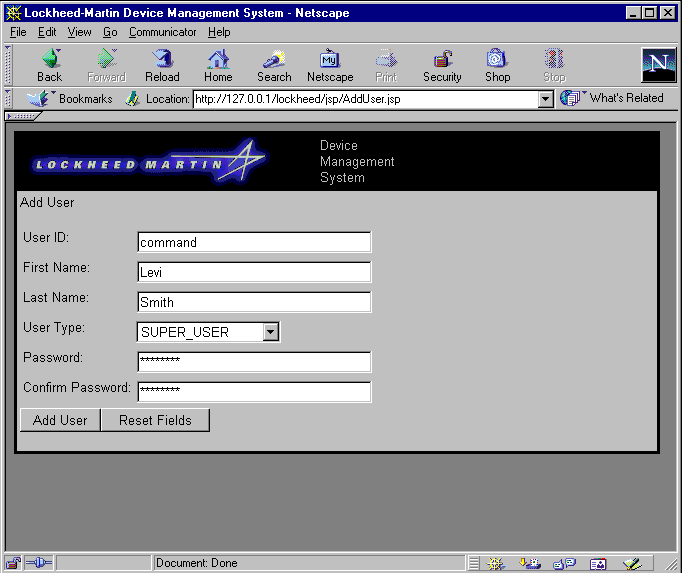 Lockheed-Martin Device Management System - Netscape
File Edit View Go Communicator Help
Back Forward Reload Home Search Netscape Print Security Shop Stop
My
N
Bookmarks Location: http://127.0.0.1/lockheed/jsp/AddUser.jsp What's Related
LOCKHEED MARTIN
Device
Management
System
Add User
User ID: command
First Name: Levi
Last Name: Smith
User Type: SUPER_USER
Password: ********
Confirm Password: ********
Add User Reset Fields
Document: Done